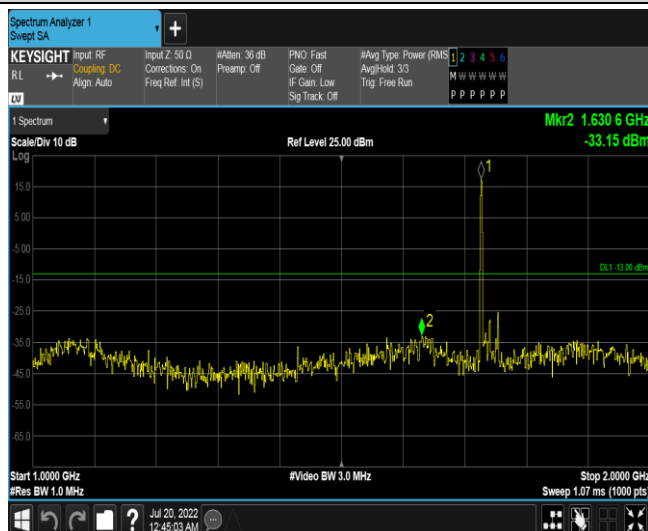 Spectrum Analyzer 1
Swept SA
+
KEYSIGHT
RL
Input: RF
Coupling: DC
Align: Auto
Input Z: 50 Ω
Corrections: On
Freq Ref: Int (S)
#Atten: 36 dB
Preamp: Off
PNO: Fast
Gate: Off
IF Gain: Low
Sig Track: Off
#Avg Type: Power (RMS
Avg|Hold: 3/3
Trig: Free Run
1 2 3 4 5 6
M W W W W W
P P P P P P
LXI
1 Spectrum
Mkr2 1.630 6 GHz
-33.15 dBm
Scale/Div 10 dB
Ref Level 25.00 dBm
Log
1
15.0
5.00
-5.00
DL1 -13.00 dBm
-15.0
-25.0
2
-35.0
-45.0
-55.0
-65.0
Start 1.0000 GHz
#Video BW 3.0 MHz
Stop 2.0000 GHz
#Res BW 1.0 MHz
Sweep 1.07 ms (1000 pts)
?
Jul 20, 2022
12:45:03 AM